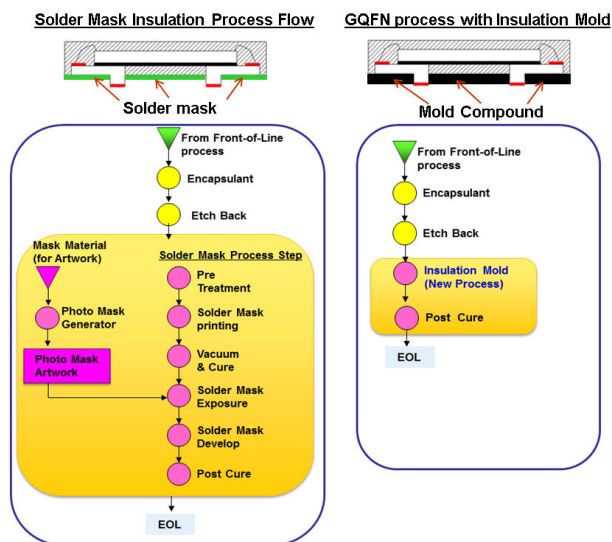 Solder Mask Insulation Process Flow
GQFN process with Insulation Mold
Solder mask
Mold Compound
From Front-of-Line
process
Encapsulant
Etch Back
Mask Material
(for Artwork)
Photo Mask
Generator
Photo Mask
Artwork
Solder Mask Process Step
Pre
Treatment
Solder Mask
printing
Vacuum
& Cure
Solder Mask
Exposure
Solder Mask
Develop
Post Cure
EOL
From Front-of-Line
process
Encapsulant
Etch Back
Insulation Mold
(New Process)
Post Cure
EOL